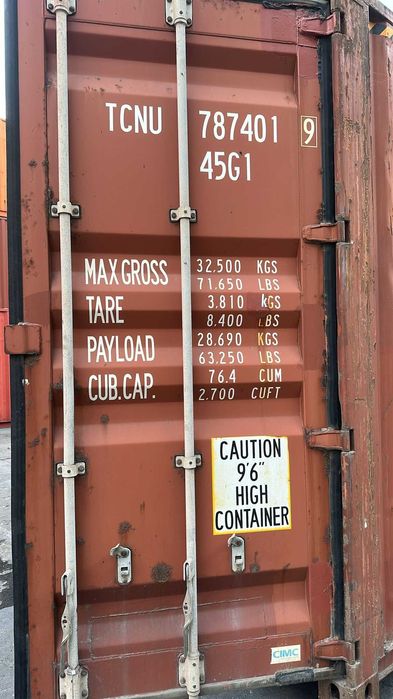 TCNU 787401 9
45G1
MAX GROSS 32.500 KGS
71.650 LBS
TARE 3.810 KGS
8.400 LBS
PAYLOAD 28.690 KGS
63.250 LBS
CUB.CAP. 76.4 CUM
2.700 CUFT
CAUTION
9'6"
HIGH
CONTAINER
CIMC